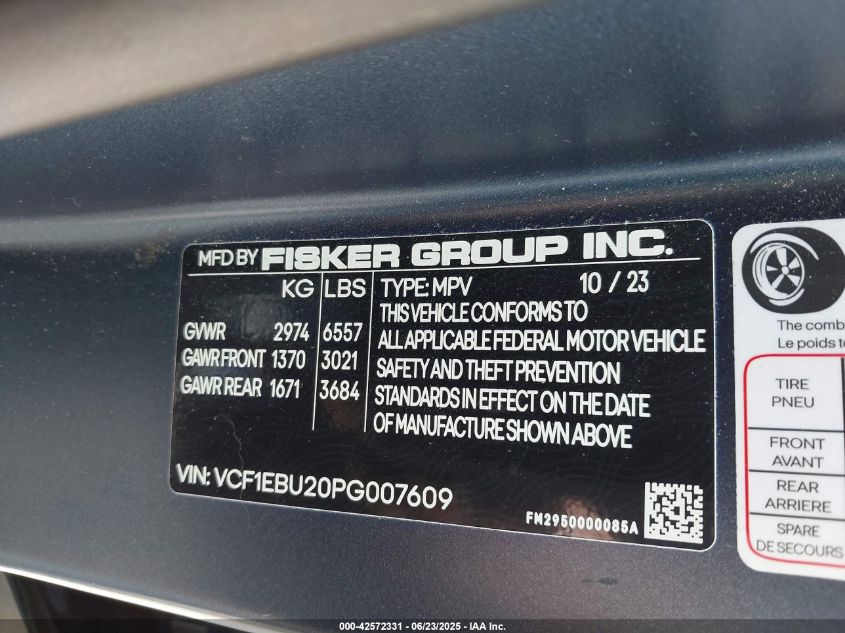 MFD BY FISKER GROUP INC.
KG LBS TYPE: MPV 10 / 23
THIS VEHICLE CONFORMS TO
GVWR 2974 6557 ALL APPLICABLE FEDERAL MOTOR VEHICLE
GAWR FRONT 1370 3021 SAFETY AND THEFT PREVENTION
GAWR REAR 1671 3684 STANDARDS IN EFFECT ON THE DATE
OF MANUFACTURE SHOWN ABOVE
VIN: VCF1EBU20PG007609
FM2950000085A
The comb
Le poids t
TIRE
PNEU
FRONT
AVANT
REAR
ARRIERE
SPARE
DE SECOURS
000-42572331 - 06/23/2025 - IAA Inc.